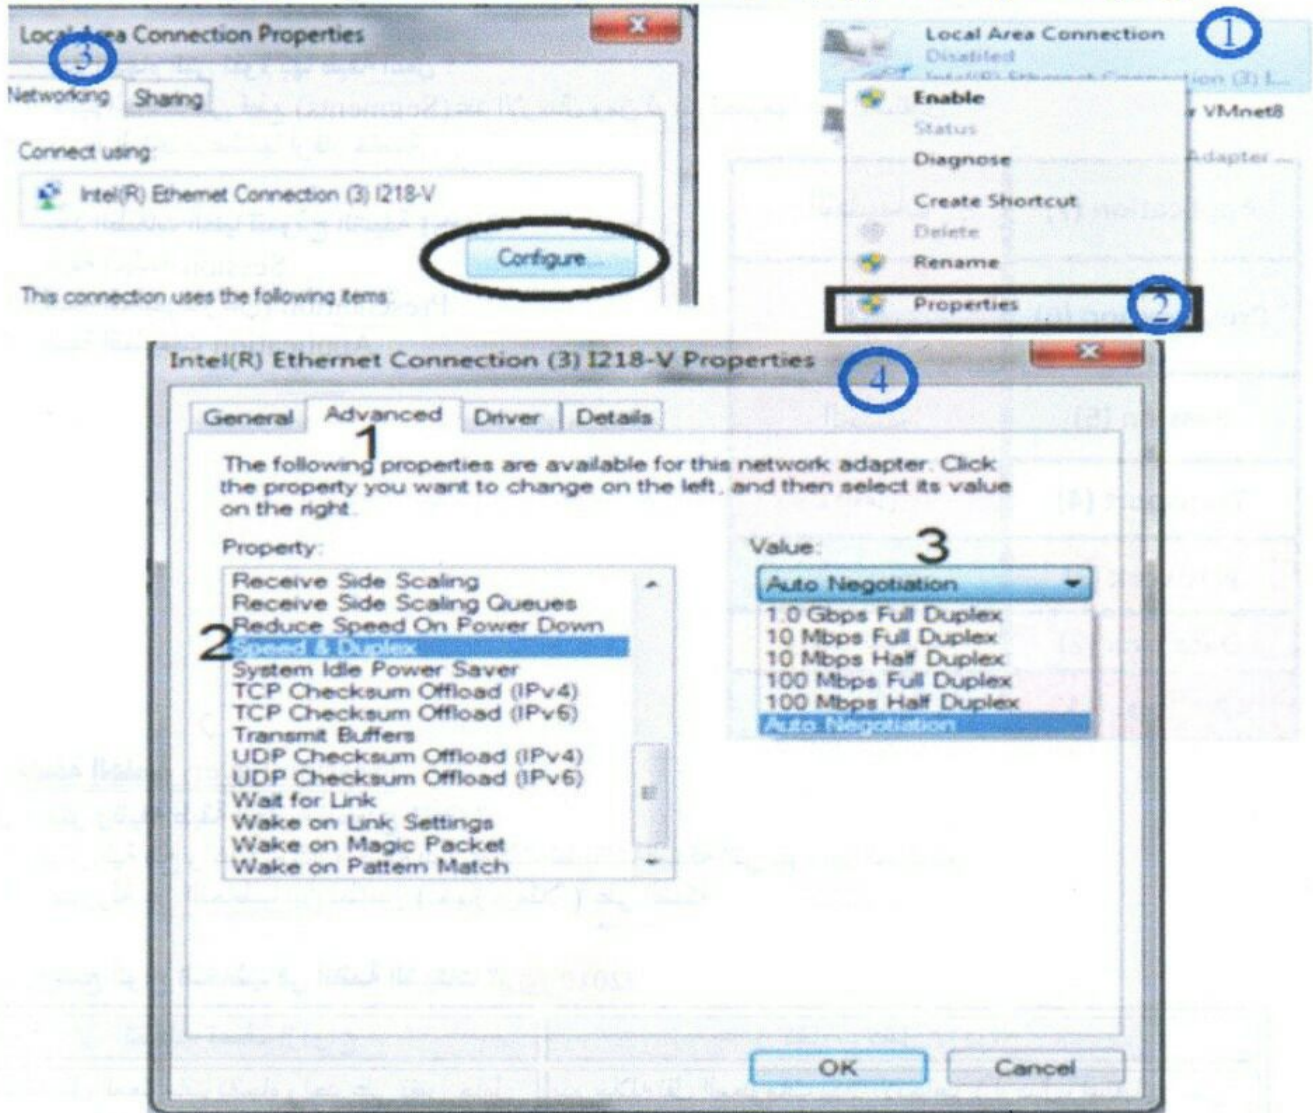 Local Area Connection Properties
3
Networking
Sharing
Connect using:
Intel(R) Ethernet Connection (3) I218-V
Configure...
This connection uses the following items:
Local Area Connection
1
Disabled
Intel(R) Ethernet Connection (3) I...
Enable
Status
r VMnet8
Diagnose
Adapter ...
Create Shortcut
Delete
Rename
Properties
2
Intel(R) Ethernet Connection (3) I218-V Properties
4
General
Advanced
Driver
Details
1
The following properties are available for this network adapter. Click
the property you want to change on the left, and then select its value
on the right.
Property:
Value:
3
Receive Side Scaling
Receive Side Scaling Queues
Reduce Speed On Power Down
2
Speed & Duplex
System Idle Power Saver
TCP Checksum Offload (IPv4)
TCP Checksum Offload (IPv6)
Transmit Buffers
UDP Checksum Offload (IPv4)
UDP Checksum Offload (IPv6)
Wait for Link
Wake on Link Settings
Wake on Magic Packet
Wake on Pattern Match
Auto Negotiation
1.0 Gbps Full Duplex
10 Mbps Full Duplex
10 Mbps Half Duplex
100 Mbps Full Duplex
100 Mbps Half Duplex
Auto Negotiation
OK
Cancel